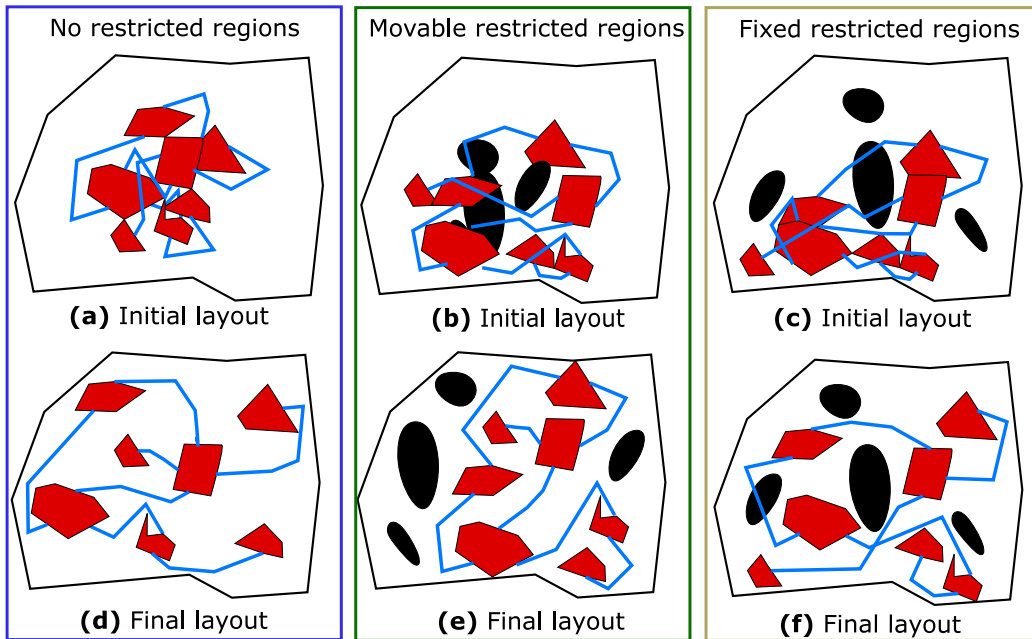 No restricted regions
Movable restricted regions
Fixed restricted regions
(a) Initial layout
(b) Initial layout
(c) Initial layout
(d) Final layout
(e) Final layout
(f) Final layout